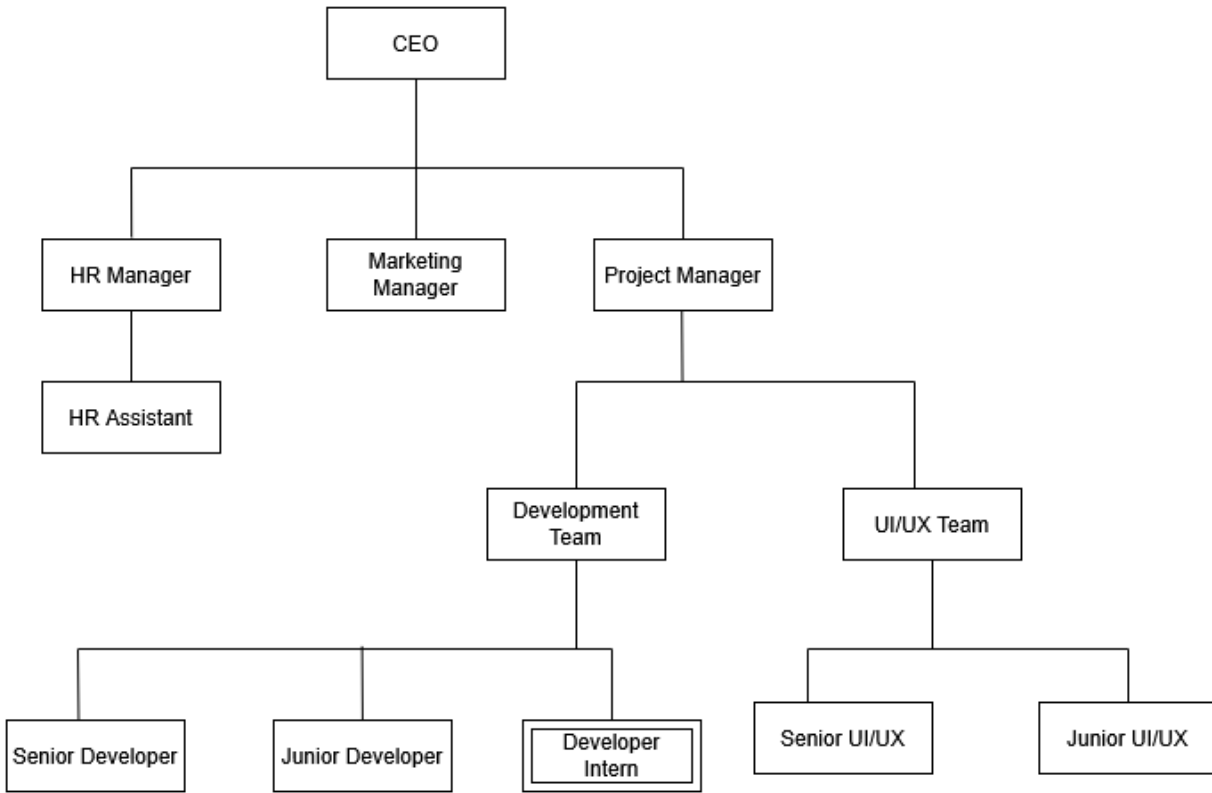 CEO
HR Manager
Marketing
Manager
Project Manager
HR Assistant
Development
Team
UI/UX Team
Senior Developer
Junior Developer
Developer
Intern
Senior UI/UX
Junior UI/UX